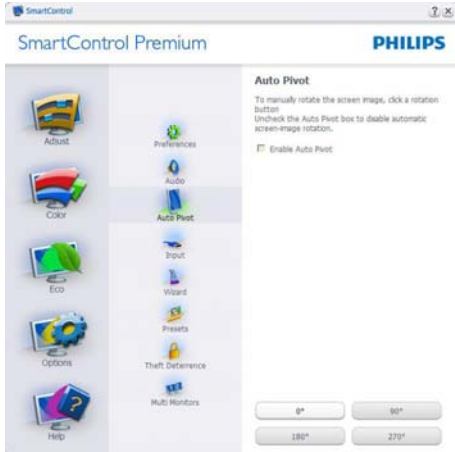 SmartControl
SmartControl Premium
PHILIPS
Adjust
Color
Eco
Options
Help
Preferences
Audio
Auto Pivot
Input
Wizard
Presets
Theft Deterrence
Multi Monitors
Auto Pivot
To manually rotate the screen image, click a rotation
button
Uncheck the Auto Pivot box to disable automatic
screen-image rotation.
Enable Auto Pivot
0°
90°
180°
270°